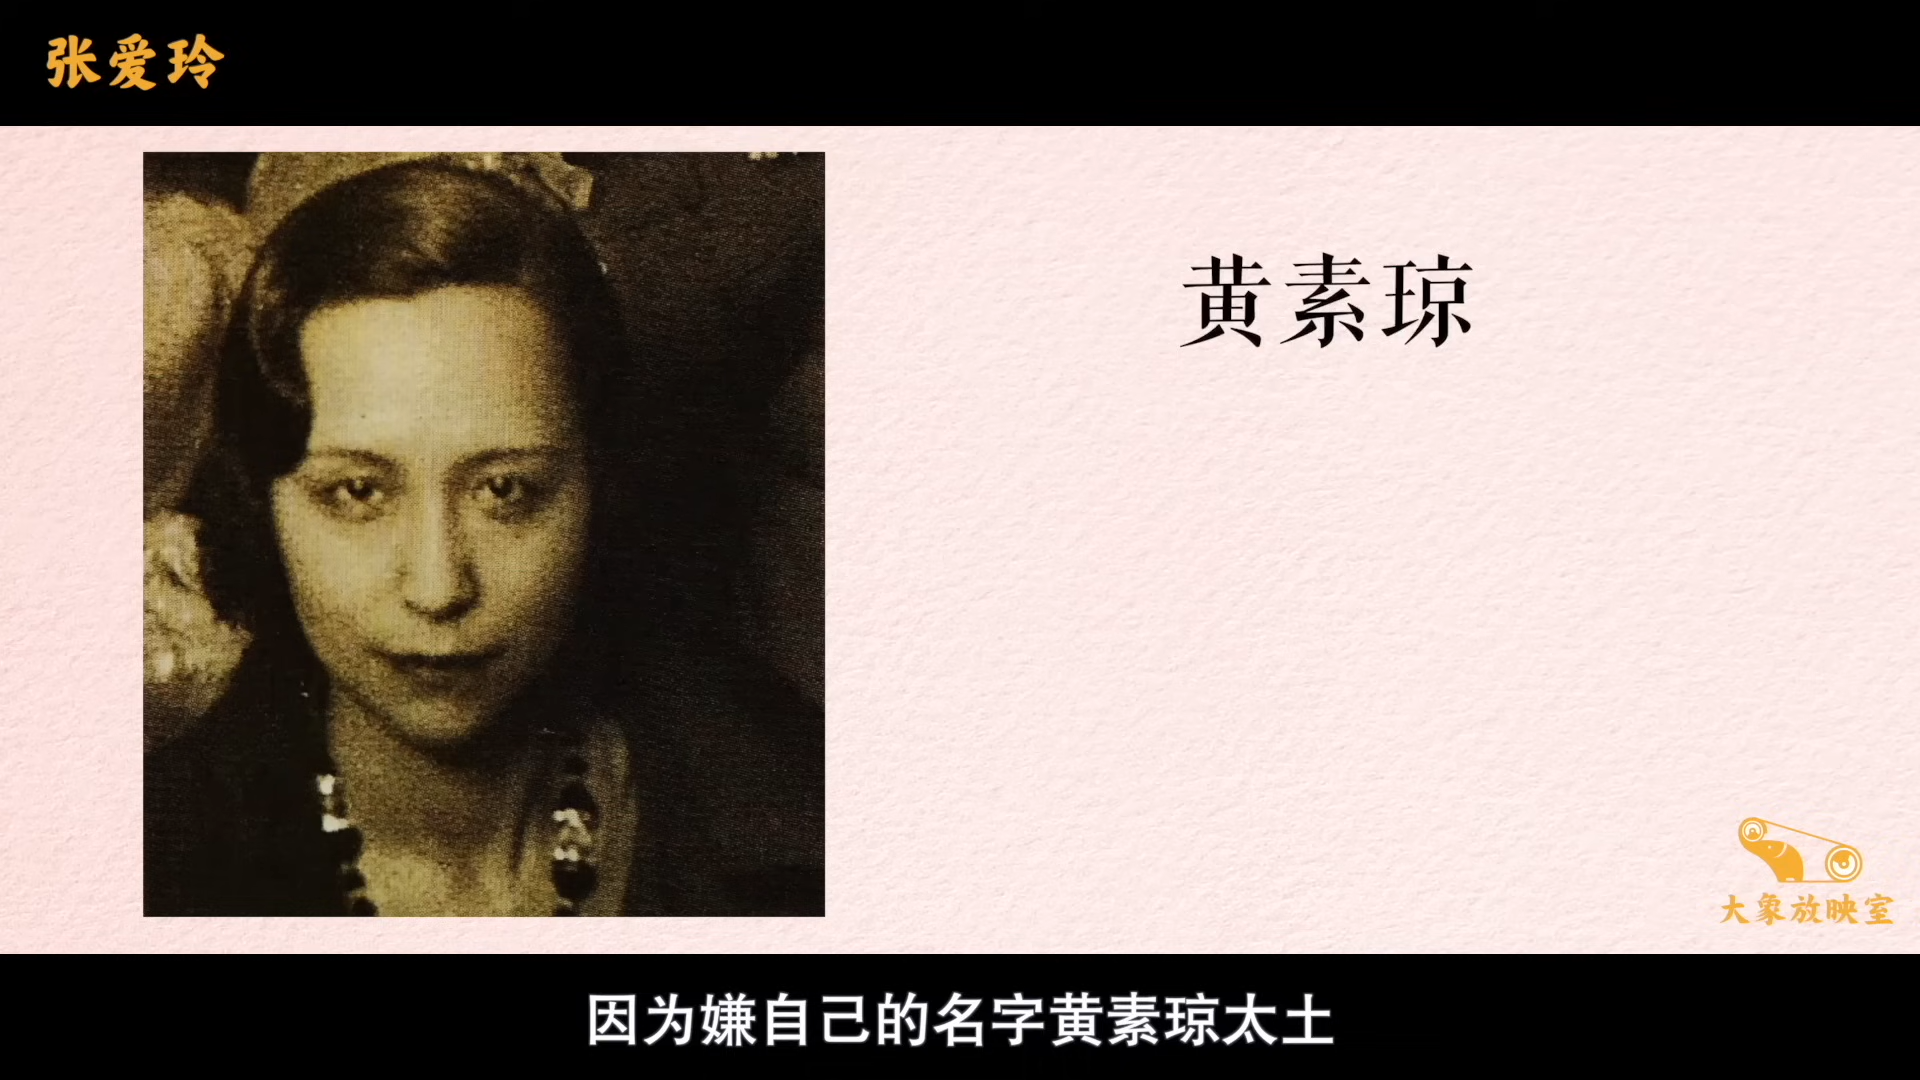 张爱玲
黄素琼
大象放映室
因为嫌自己的名字黄素琼太土